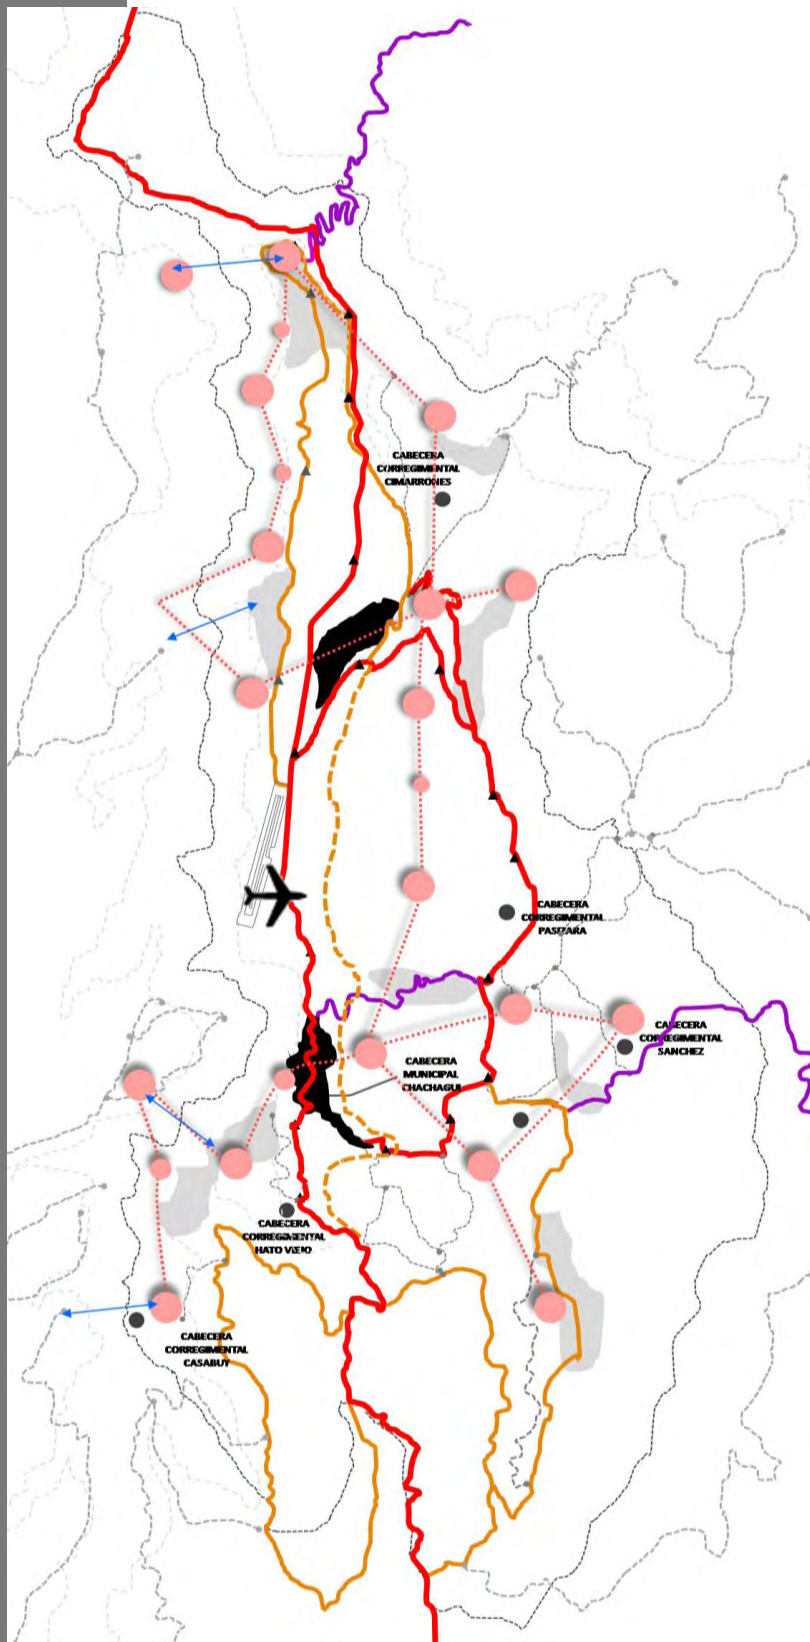 CABECERA
CORREGIMENTAL
CIMARRONES
CABECERA
CORREGIMENTAL
PASIZARA
CABECERA
CORREGIMENTAL
SANCHEZ
CABECERA
MUNICIPAL
CHACHAGUI
CABECERA
CORREGIMENTAL
HATO VIEJO
CABECERA
CORREGIMENTAL
CASABUY